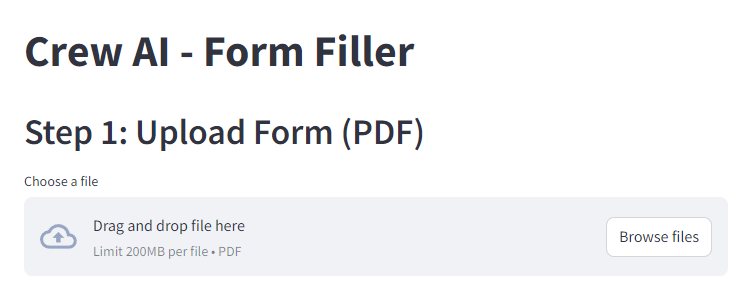 Crew AI - Form Filler
Step 1: Upload Form (PDF)
Choose a file
Drag and drop file here
Limit 200MB per file • PDF
Browse files